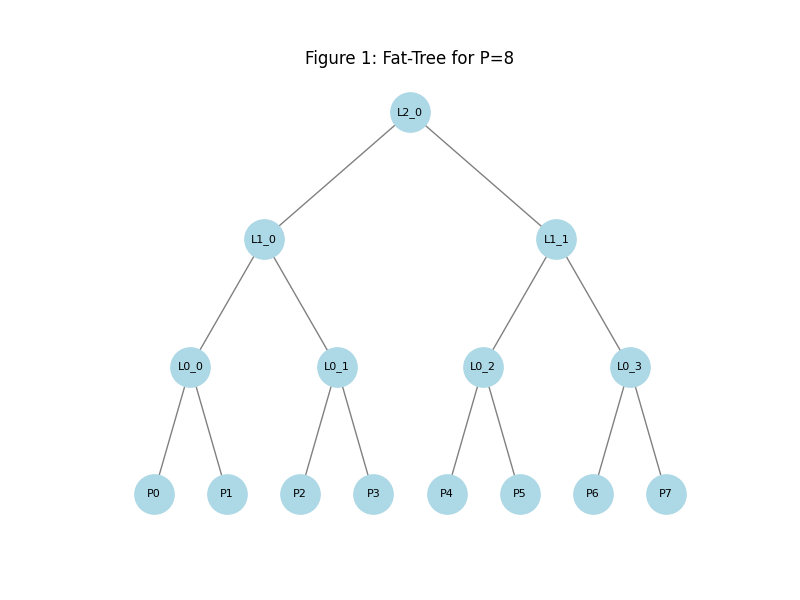 Figure 1: Fat-Tree for P=8
L2_0
L1_0 L1_1
L0_0 L0_1 L0_2 L0_3
P0 P1 P2 P3 P4 P5 P6 P7